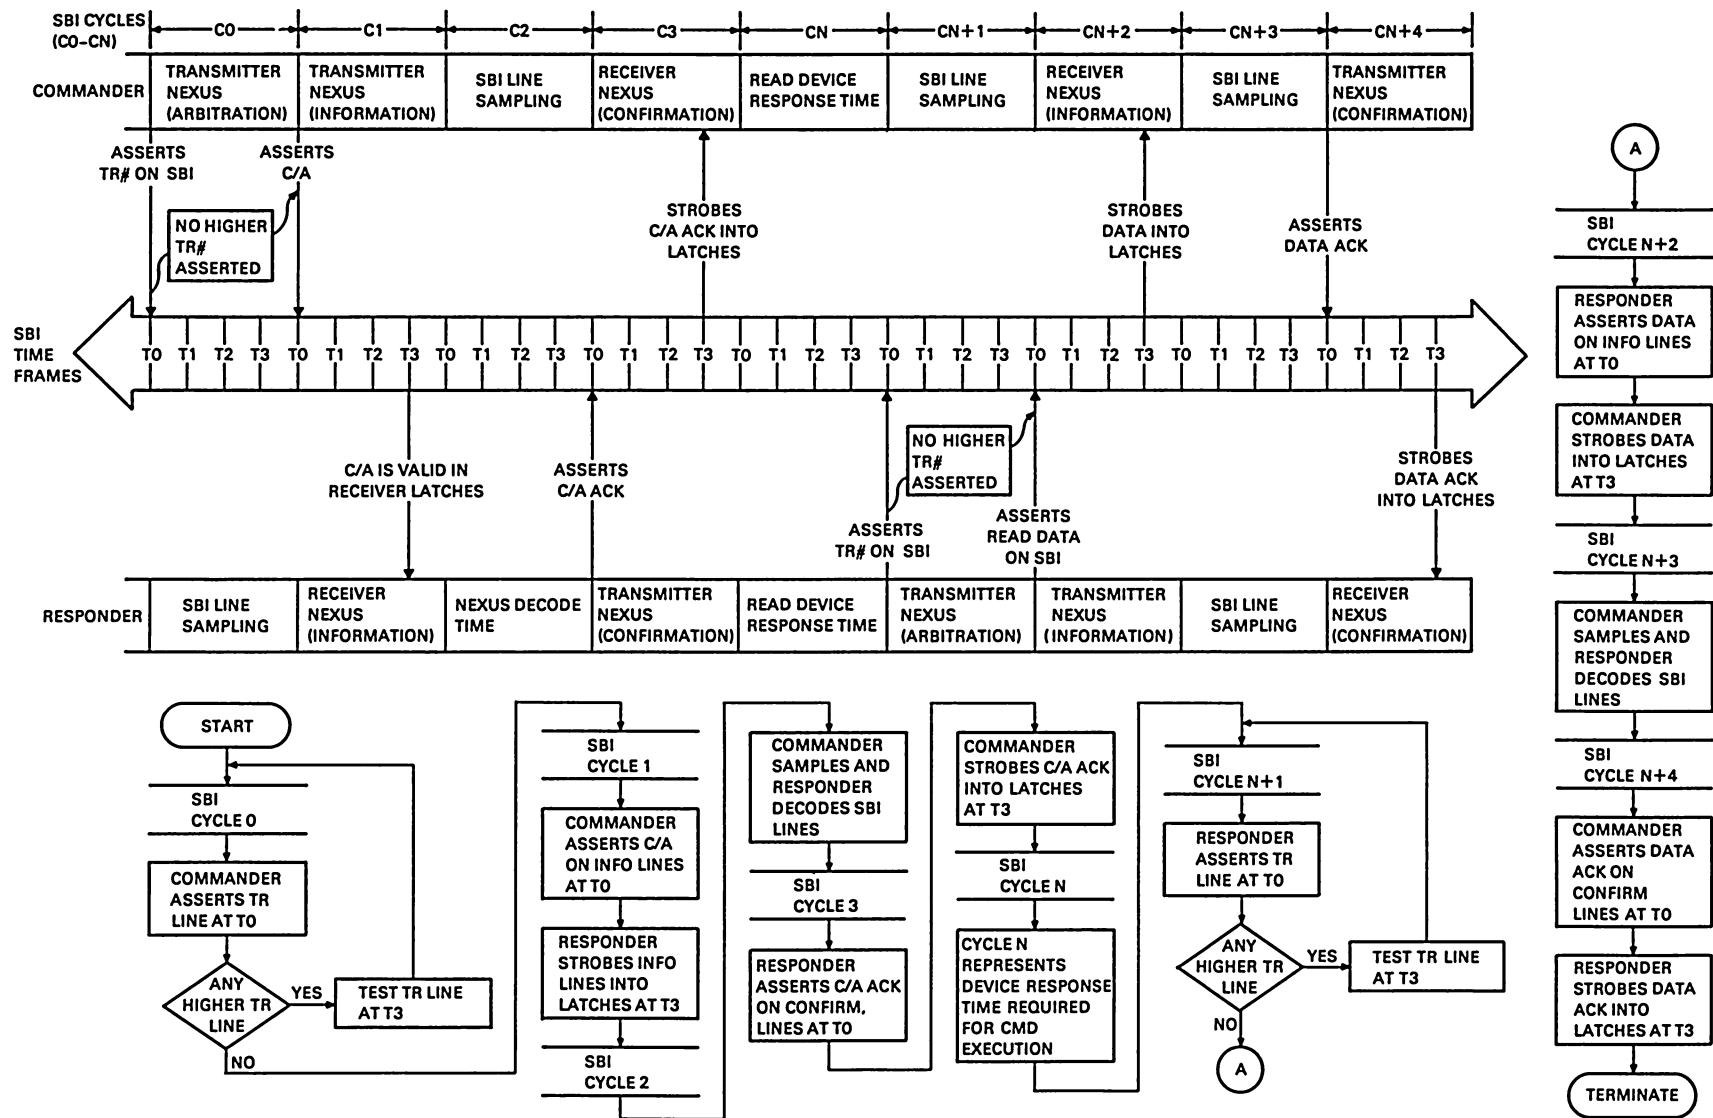 SBI CYCLES
(C0-CN)
C0
C1
C2
C3
CN
CN+1
CN+2
CN+3
CN+4
COMMANDER
TRANSMITTER
NEXUS
(ARBITRATION)
TRANSMITTER
NEXUS
(INFORMATION)
SBI LINE
SAMPLING
RECEIVER
NEXUS
(CONFIRMATION)
READ DEVICE
RESPONSE TIME
SBI LINE
SAMPLING
RECEIVER
NEXUS
(INFORMATION)
SBI LINE
SAMPLING
TRANSMITTER
NEXUS
(CONFIRMATION)
ASSERTS
TR# ON SBI
ASSERTS
C/A
NO HIGHER
TR#
ASSERTED
STROBES
C/A ACK INTO
LATCHES
STROBES
DATA INTO
LATCHES
ASSERTS
DATA ACK
SBI
TIME
FRAMES
T0 T1 T2 T3 T0 T1 T2 T3 T0 T1 T2 T3 T0 T1 T2 T3 T0 T1 T2 T3 T0 T1 T2 T3 T0 T1 T2 T3 T0 T1 T2 T3 T0 T1 T2 T3
C/A IS VALID IN
RECEIVER LATCHES
ASSERTS
C/A ACK
NO HIGHER
TR#
ASSERTED
ASSERTS
TR# ON SBI
ASSERTS
READ DATA
ON SBI
STROBES
DATA ACK
INTO LATCHES
RESPONDER
SBI LINE
SAMPLING
RECEIVER
NEXUS
(INFORMATION)
NEXUS DECODE
TIME
TRANSMITTER
NEXUS
(CONFIRMATION)
READ DEVICE
RESPONSE TIME
TRANSMITTER
NEXUS
(ARBITRATION)
TRANSMITTER
NEXUS
(INFORMATION)
SBI LINE
SAMPLING
RECEIVER
NEXUS
(CONFIRMATION)
START
SBI
CYCLE 0
COMMANDER
ASSERTS TR
LINE AT T0
ANY
HIGHER TR
LINE
YES
TEST TR LINE
AT T3
NO
SBI
CYCLE 1
COMMANDER
ASSERTS C/A
ON INFO LINES
AT T0
RESPONDER
STROBES INFO
LINES INTO
LATCHES AT T3
SBI
CYCLE 2
COMMANDER
SAMPLES AND
RESPONDER
DECODES SBI
LINES
SBI
CYCLE 3
RESPONDER
ASSERTS C/A ACK
ON CONFIRM,
LINES AT T0
COMMANDER
STROBES C/A ACK
INTO LATCHES
AT T3
SBI
CYCLE N
CYCLE N
REPRESENTS
DEVICE RESPONSE
TIME REQUIRED
FOR CMD
EXECUTION
SBI
CYCLE N+1
RESPONDER
ASSERTS TR
LINE AT T0
ANY
HIGHER TR
LINE
YES
TEST TR LINE
AT T3
NO
A
A
SBI
CYCLE N+2
RESPONDER
ASSERTS DATA
ON INFO LINES
AT T0
COMMANDER
STROBES DATA
INTO LATCHES
AT T3
SBI
CYCLE N+3
COMMANDER
SAMPLES AND
RESPONDER
DECODES SBI
LINES
SBI
CYCLE N+4
COMMANDER
ASSERTS DATA
ACK ON
CONFIRM
LINES AT T0
RESPONDER
STROBES DATA
ACK INTO
LATCHES AT T3
TERMINATE